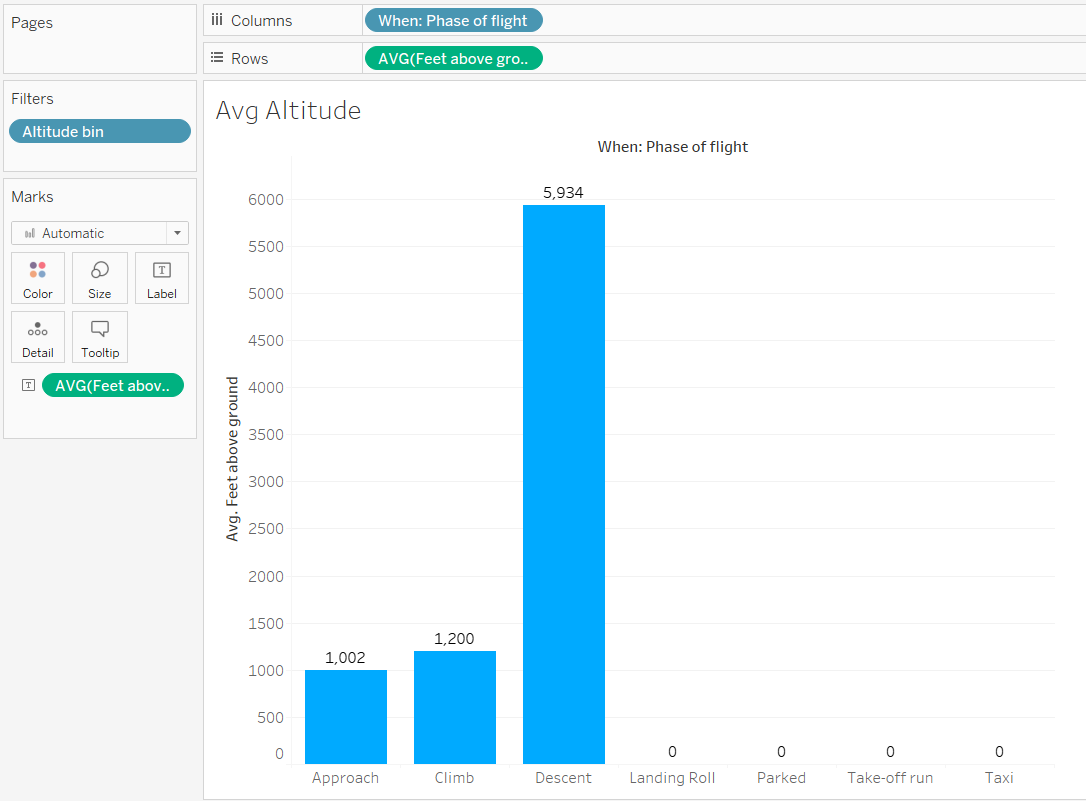 Pages
Columns
When: Phase of flight
Rows
AVG(Feet above gro..
Filters
Altitude bin
Marks
Automatic
Color
Size
T
Label
Detail
Tooltip
T
AVG(Feet abov..
Avg Altitude
When: Phase of flight
Avg. Feet above ground
6000
5500
5000
4500
4000
3500
3000
2500
2000
1500
1000
500
0
1,002
1,200
5,934
0
0
0
0
Approach
Climb
Descent
Landing Roll
Parked
Take-off run
Taxi